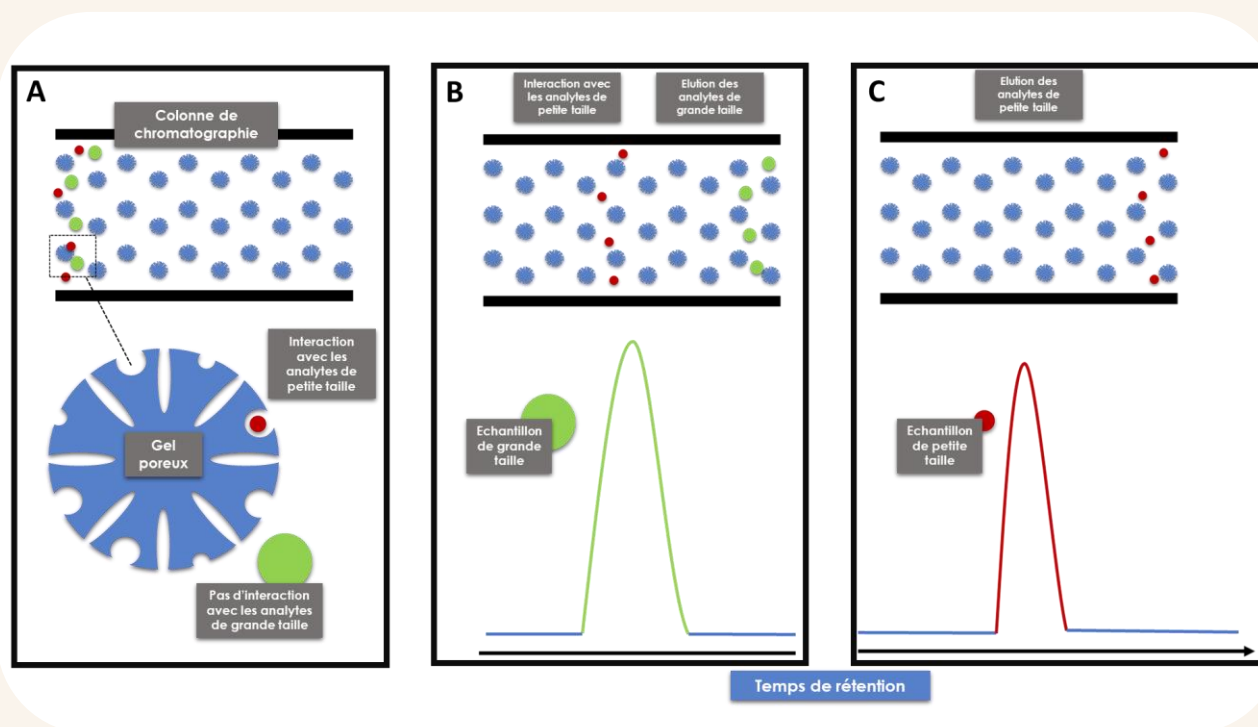 A
Colonne de
chromatographie
Interaction
avec les
analytes de
petite taille
Gel
poreux
Pas d'interaction
avec les analytes
de grande taille
B
Interaction avec
les analytes de
petite taille
Elution des
analytes de
grande taille
Echantillon
de grande
taille
C
Elution des
analytes de
petite taille
Echantillon
de petite
taille
Temps de rétention